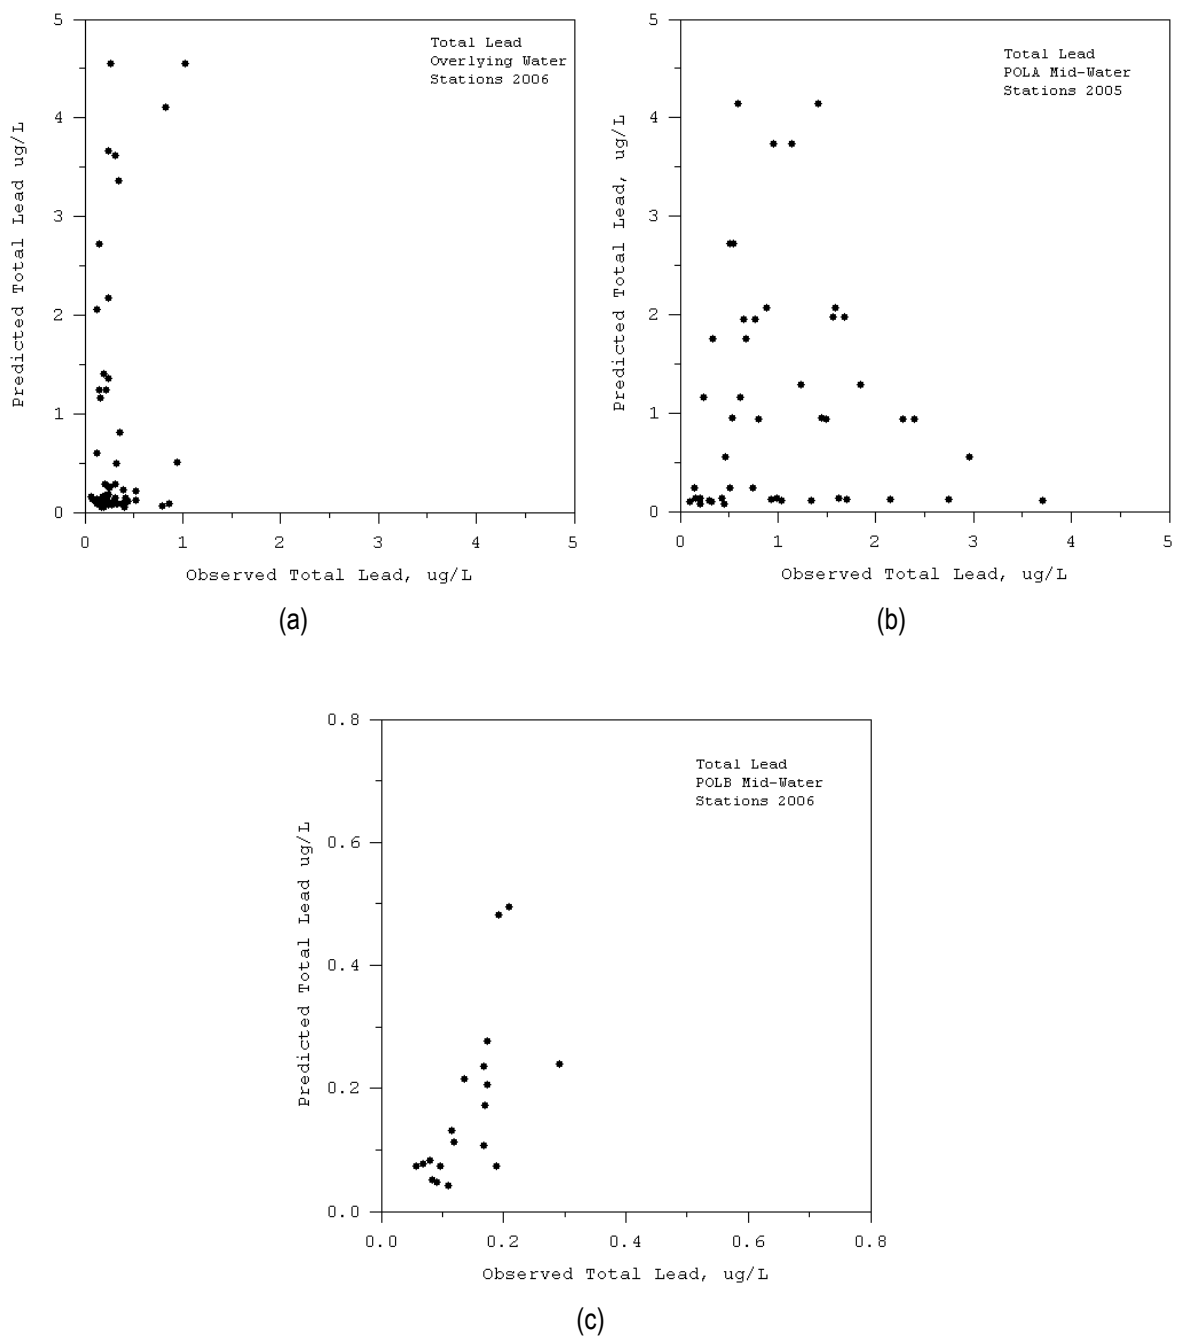 5
4
3
2
1
0
0 1 2 3 4 5
Predicted Total Lead ug/L
Observed Total Lead, ug/L
Total Lead
Overlying Water
Stations 2006
(a)
5
4
3
2
1
0
0 1 2 3 4 5
Predicted Total Lead, ug/L
Observed Total Lead, ug/L
Total Lead
POLA Mid-Water
Stations 2005
(b)
0.8
0.6
0.4
0.2
0.0
0.0 0.2 0.4 0.6 0.8
Predicted Total Lead ug/L
Observed Total Lead, ug/L
Total Lead
POLB Mid-Water
Stations 2006
(c)